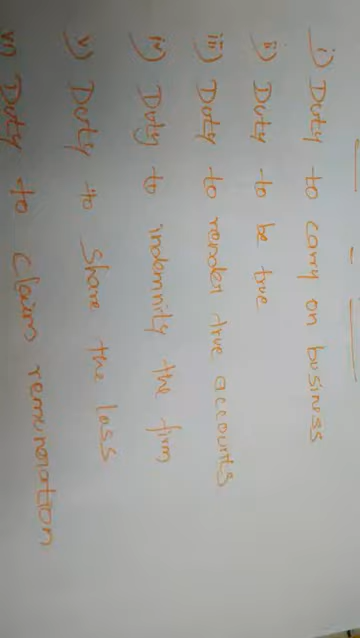 i) Duty to carry on business
ii) Duty to be true
iii) Duty to render true accounts
iv) Duty to indemnity the firm
v) Duty to share the loss
vi) Duty to claim remuneration